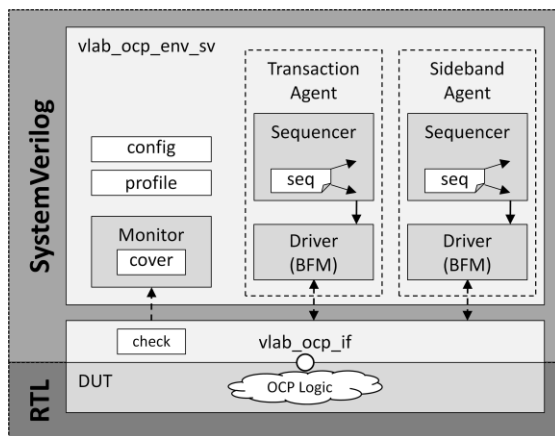 SystemVerilog
vlab_ocp_env_sv
Transaction
Agent
Sideband
Agent
Sequencer
seq
Sequencer
seq
config
profile
Monitor
cover
Driver
(BFM)
Driver
(BFM)
check
vlab_ocp_if
RTL
DUT
OCP Logic